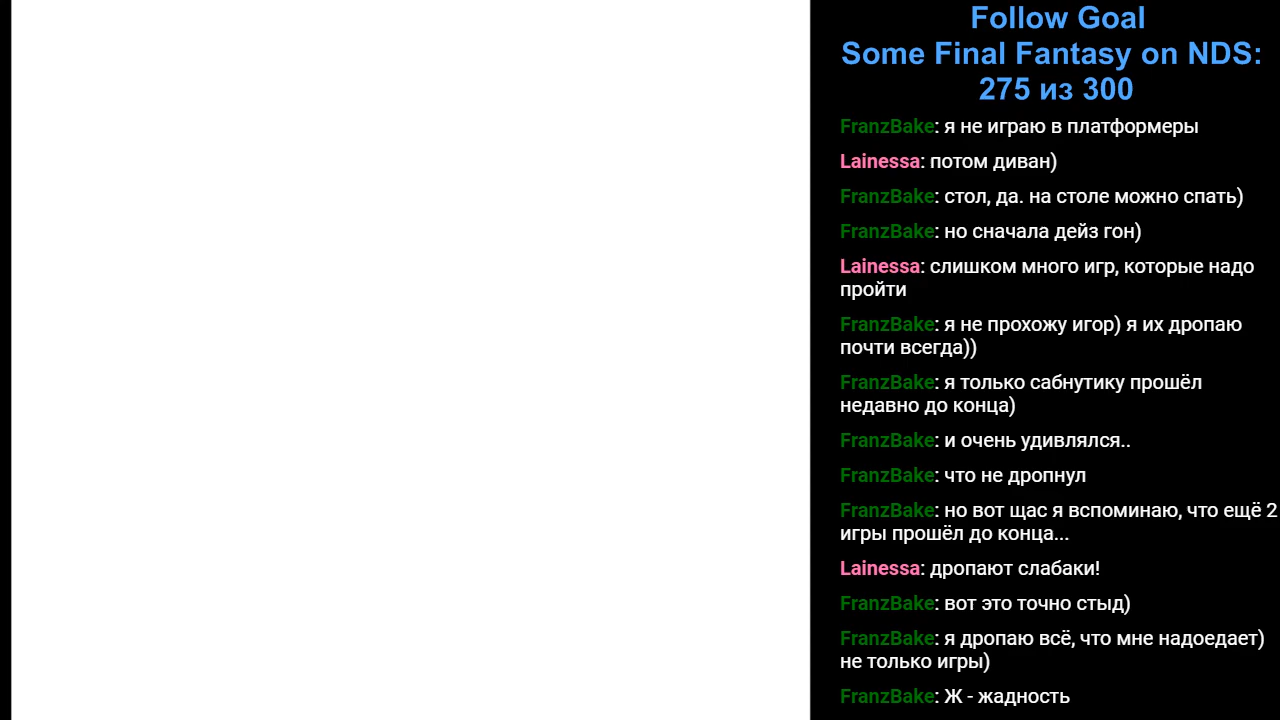 Follow Goal
Some Final Fantasy on NDS:
275 из 300
FranzBake: я не играю в платформеры
Lainessa: потом диван)
FranzBake: стол, да. на столе можно спать)
FranzBake: но сначала дейз гон)
Lainessa: слишком много игр, которые надо
пройти
FranzBake: я не прохожу игор) я их дропаю
почти всегда))
FranzBake: я только сабнутику прошёл
недавно до конца)
FranzBake: и очень удивлялся..
FranzBake: что не дропнул
FranzBake: но вот щас я вспоминаю, что ещё 2
игры прошёл до конца...
Lainessa: дропают слабаки!
FranzBake: вот это точно стыд)
FranzBake: я дропаю всё, что мне надоедает)
не только игры)
FranzBake: Ж - жадность